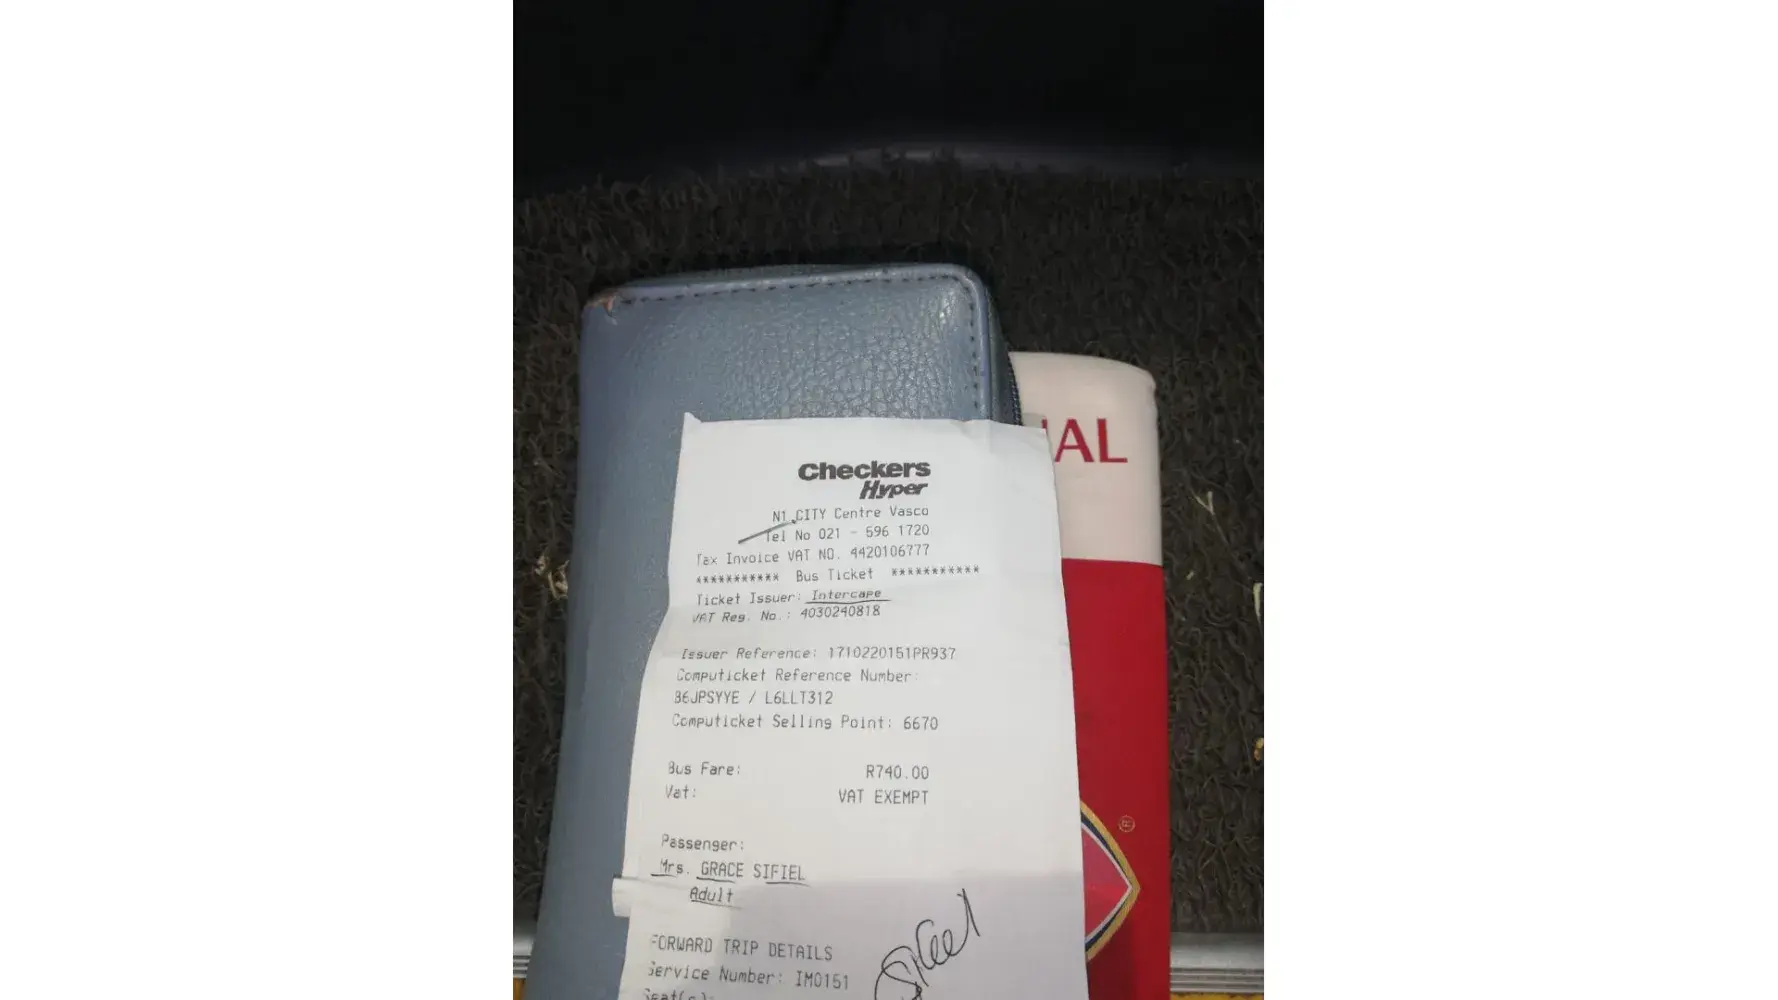 Checkers
Hyper
N1 CITY Centre Vasco
Tel No 021 - 596 1720
Tax Invoice VAT NO. 4420106777
*********** Bus Ticket ***********
Ticket Issuer: Intercape
VAT Reg. No.: 4030240818
Issuer Reference: 1710220151PR937
Computicket Reference Number:
B6JPSYYE / L6LLT312
Computicket Selling Point: 6670
Bus Fare: R740.00
Vat: VAT EXEMPT
Passenger:
Mrs. GRACE SIFIEL
Adult
FORWARD TRIP DETAILS
Service Number: IM0151
Seat(s):
AL
®